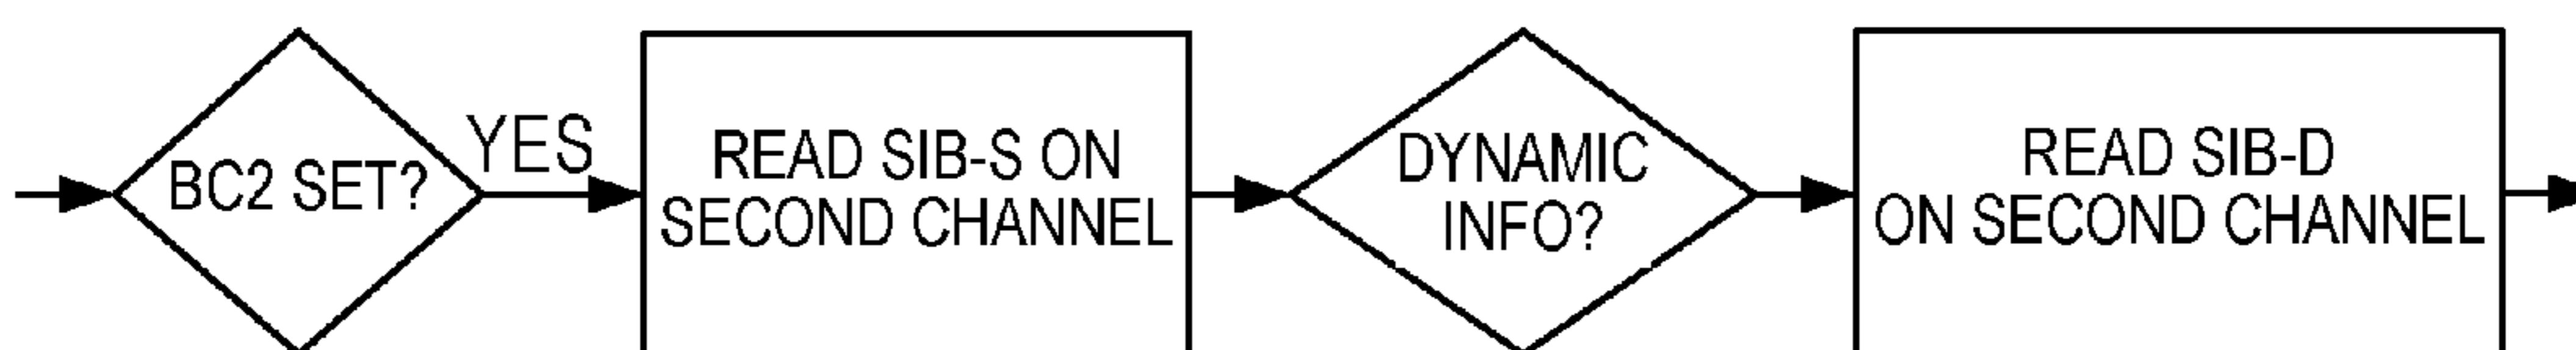 BC2 SET?
YES
READ SIB-S ON
SECOND CHANNEL
DYNAMIC
INFO?
READ SIB-D
ON SECOND CHANNEL